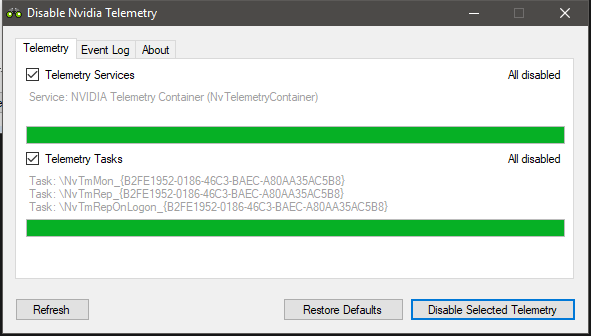 Disable Nvidia Telemetry
Telemetry Event Log About
Telemetry Services All disabled
Service: NVIDIA Telemetry Container (NvTelemetryContainer)
Telemetry Tasks All disabled
Task: \NvTmMon_{B2FE1952-0186-46C3-BAEC-A80AA35AC5B8}
Task: \NvTmRep_{B2FE1952-0186-46C3-BAEC-A80AA35AC5B8}
Task: \NvTmRepOnLogon_{B2FE1952-0186-46C3-BAEC-A80AA35AC5B8}
Refresh Restore Defaults Disable Selected Telemetry